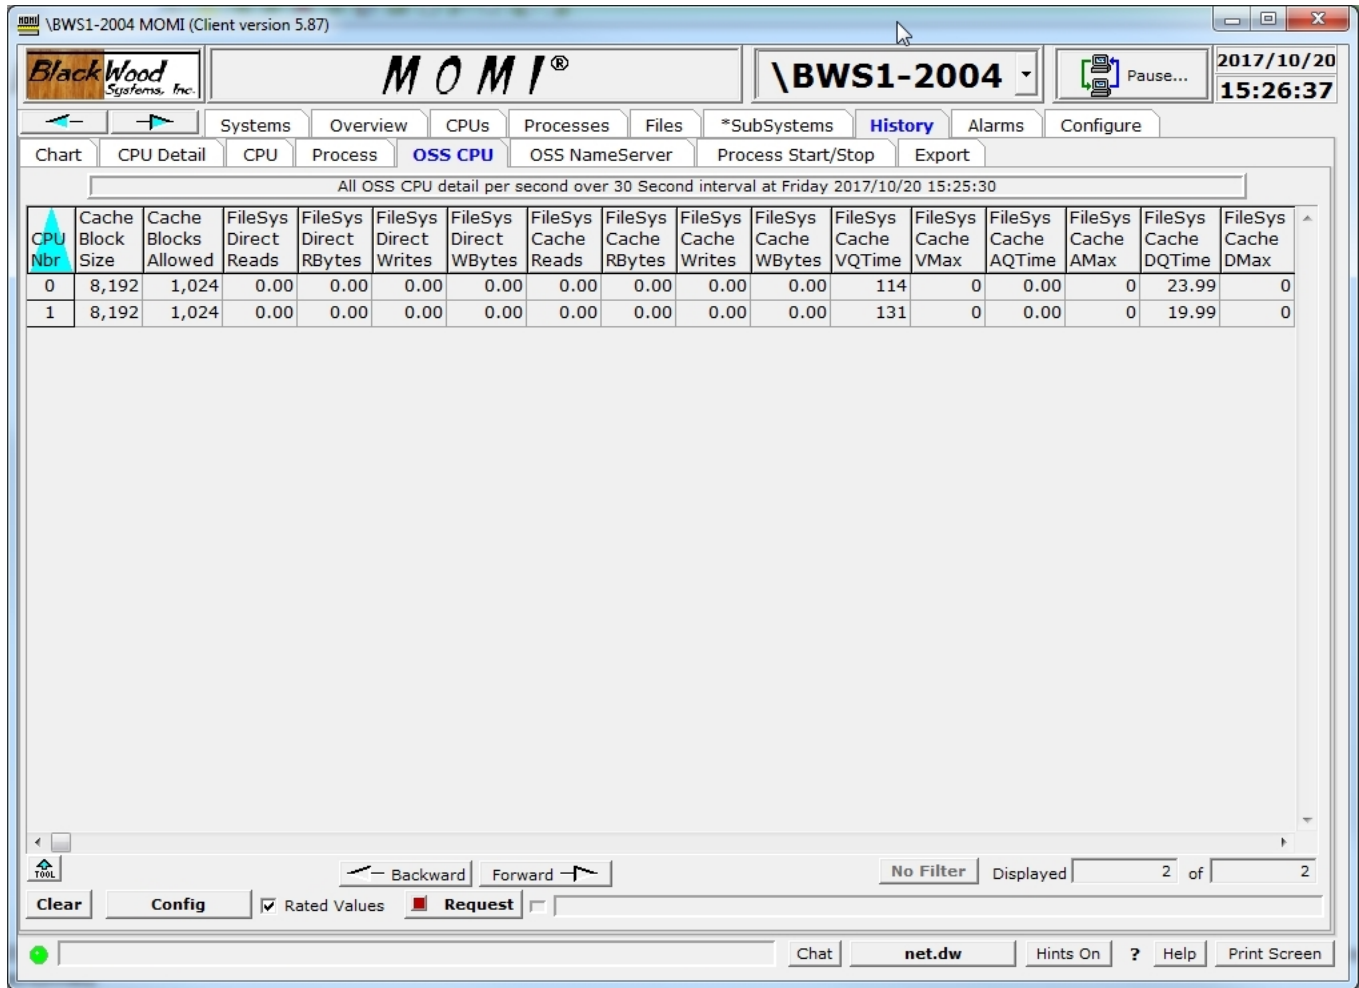 \BWS1-2004 MOMI (Client version 5.87)
BlackWood Systems, Inc.
MOMI®
\BWS1-2004
Pause...
2017/10/20
15:26:37
Systems Overview CPUs Processes Files *SubSystems History Alarms Configure
Chart CPU Detail CPU Process OSS CPU OSS NameServer Process Start/Stop Export
All OSS CPU detail per second over 30 Second interval at Friday 2017/10/20 15:25:30
Cache Cache FileSys FileSys FileSys FileSys FileSys FileSys FileSys FileSys FileSys FileSys FileSys FileSys FileSys FileSys
CPU Block Blocks Direct Direct Direct Direct Cache Cache Cache Cache Cache Cache Cache Cache Cache Cache
Nbr Size Allowed Reads RBytes Writes WBytes Reads RBytes Writes WBytes VQTime VMax AQTime AMax DQTime DMax
0 8,192 1,024 0.00 0.00 0.00 0.00 0.00 0.00 0.00 0.00 114 0 0.00 0 23.99 0
1 8,192 1,024 0.00 0.00 0.00 0.00 0.00 0.00 0.00 0.00 131 0 0.00 0 19.99 0
TOOL Backward Forward No Filter Displayed 2 of 2
Clear Config Rated Values Request
Chat net.dw Hints On ? Help Print Screen